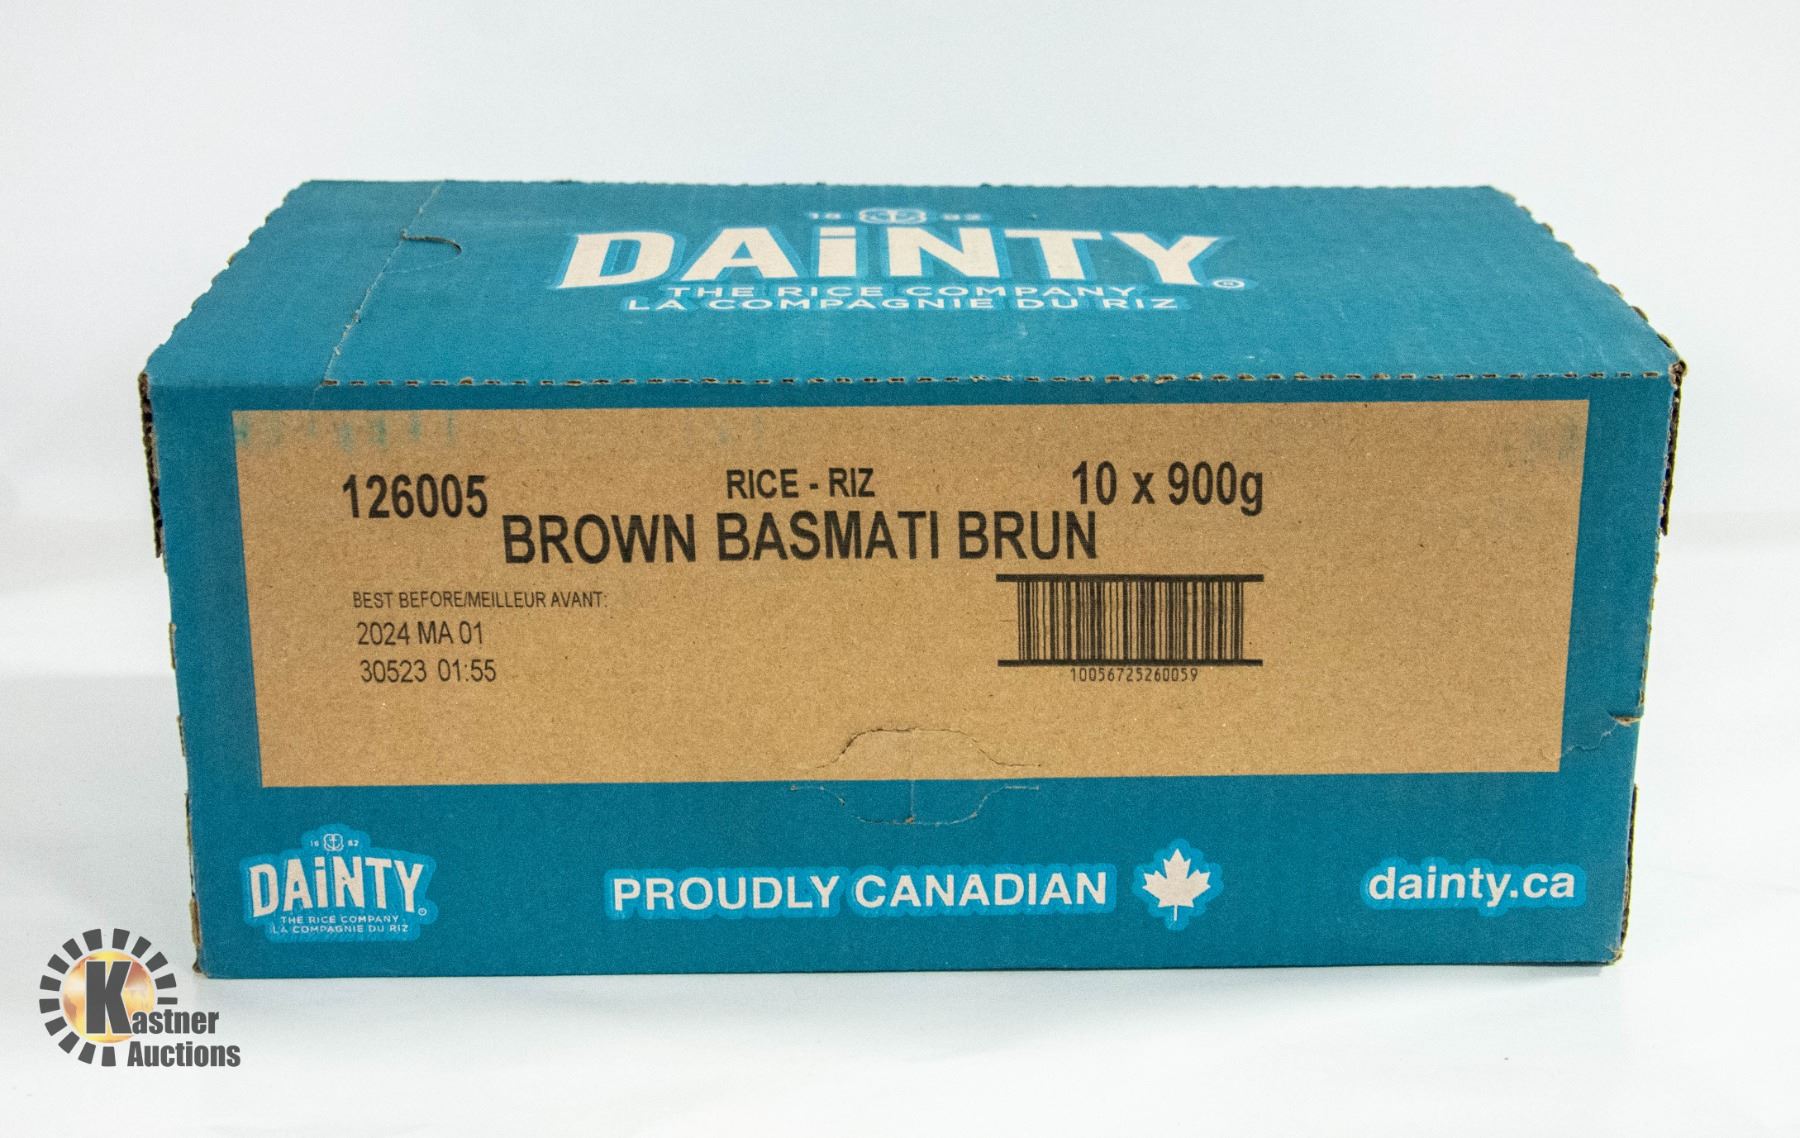 18 82
DAiNTY®
THE RICE COMPANY
LA COMPAGNIE DU RIZ
126005 RICE - RIZ 10 x 900g
BROWN BASMATI BRUN
BEST BEFORE/MEILLEUR AVANT:
2024 MA 01
30523 01:55
10056725260059
18 82
DAiNTY®
THE RICE COMPANY
LA COMPAGNIE DU RIZ
PROUDLY CANADIAN
dainty.ca
Kastner
Auctions